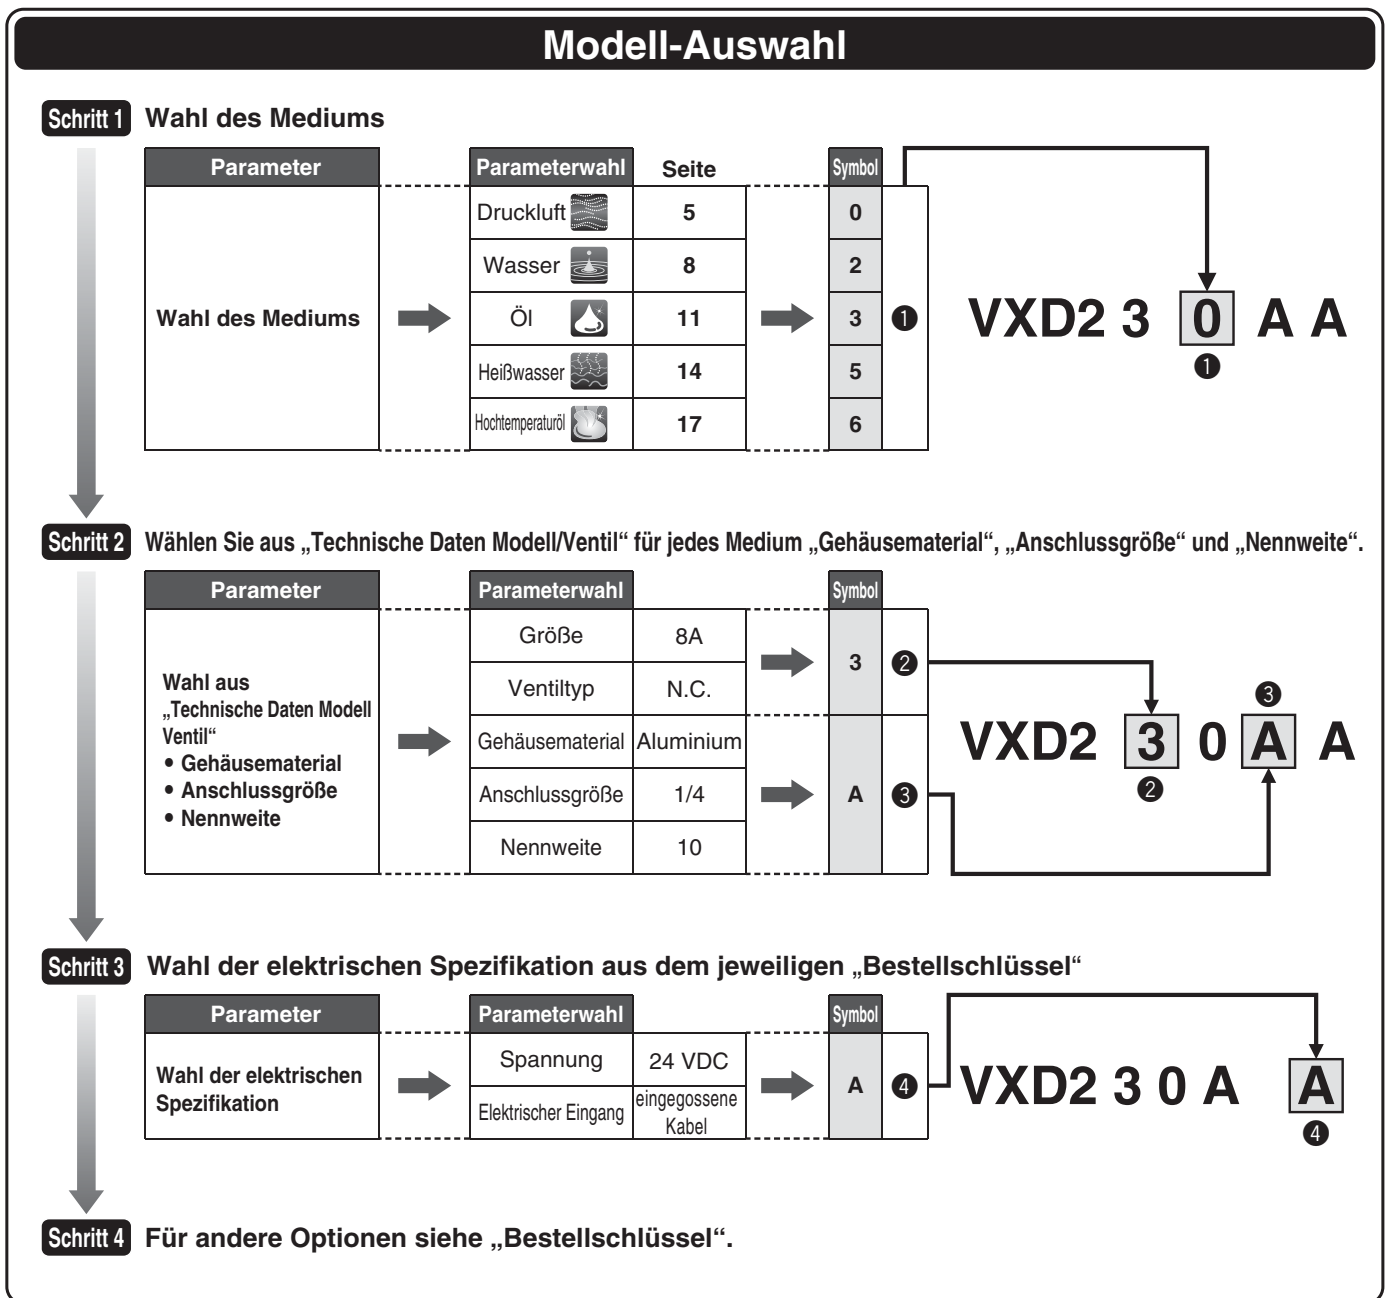 Modell-Auswahl
Schritt 1 Wahl des Mediums
Parameter Parameterwahl Seite Symbol
Wahl des Mediums
Druckluft 5 0
Wasser 8 2
Öl 11 3
Heißwasser 14 5
Hochtemperaturöl 17 6
❶
VXD2 3 0 A A
❶
Schritt 2 Wählen Sie aus „Technische Daten Modell/Ventil“ für jedes Medium „Gehäusematerial“, „Anschlussgröße“ und „Nennweite“.
Parameter Parameterwahl Symbol
Wahl aus
„Technische Daten Modell
Ventil“
• Gehäusematerial
• Anschlussgröße
• Nennweite
Größe 8A
Ventiltyp N.C.
3 ❷
Gehäusematerial Aluminium
Anschlussgröße 1/4
Nennweite 10
A ❸
❸
VXD2 3 0 A A
❷
Schritt 3 Wahl der elektrischen Spezifikation aus dem jeweiligen „Bestellschlüssel“
Parameter Parameterwahl Symbol
Wahl der elektrischen
Spezifikation
Spannung 24 VDC
Elektrischer Eingang eingegossene
Kabel
A ❹
VXD2 3 0 A A
❹
Schritt 4 Für andere Optionen siehe „Bestellschlüssel“.